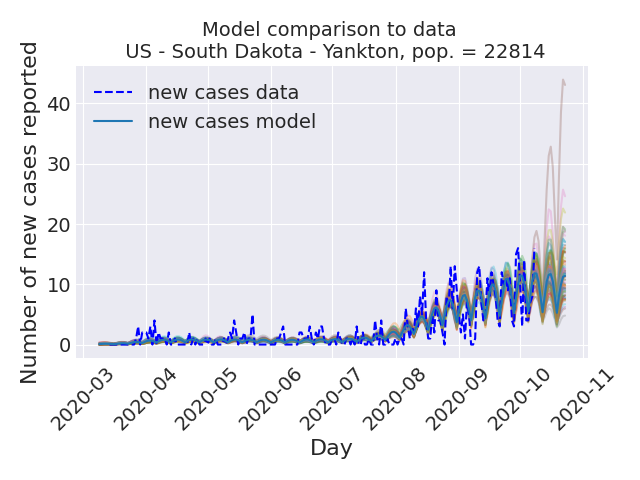 Model comparison to data
US - South Dakota - Yankton, pop. = 22814
new cases data
new cases model
Number of new cases reported
40
30
20
10
0
2020-03
2020-04
2020-05
2020-06
2020-07
2020-08
2020-09
2020-10
2020-11
Day